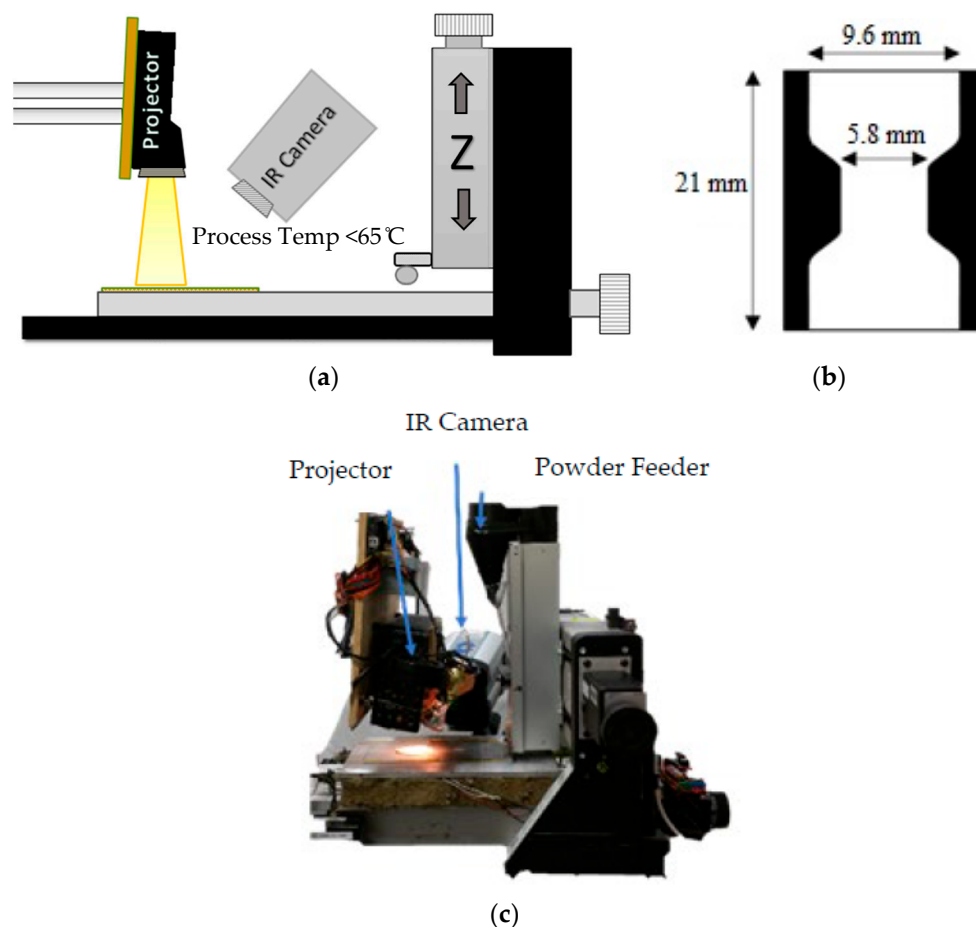 Projector
IR Camera
Process Temp <65 ℃
Z
9.6 mm
5.8 mm
21 mm
(a)
(b)
IR Camera
Projector
Powder Feeder
(c)